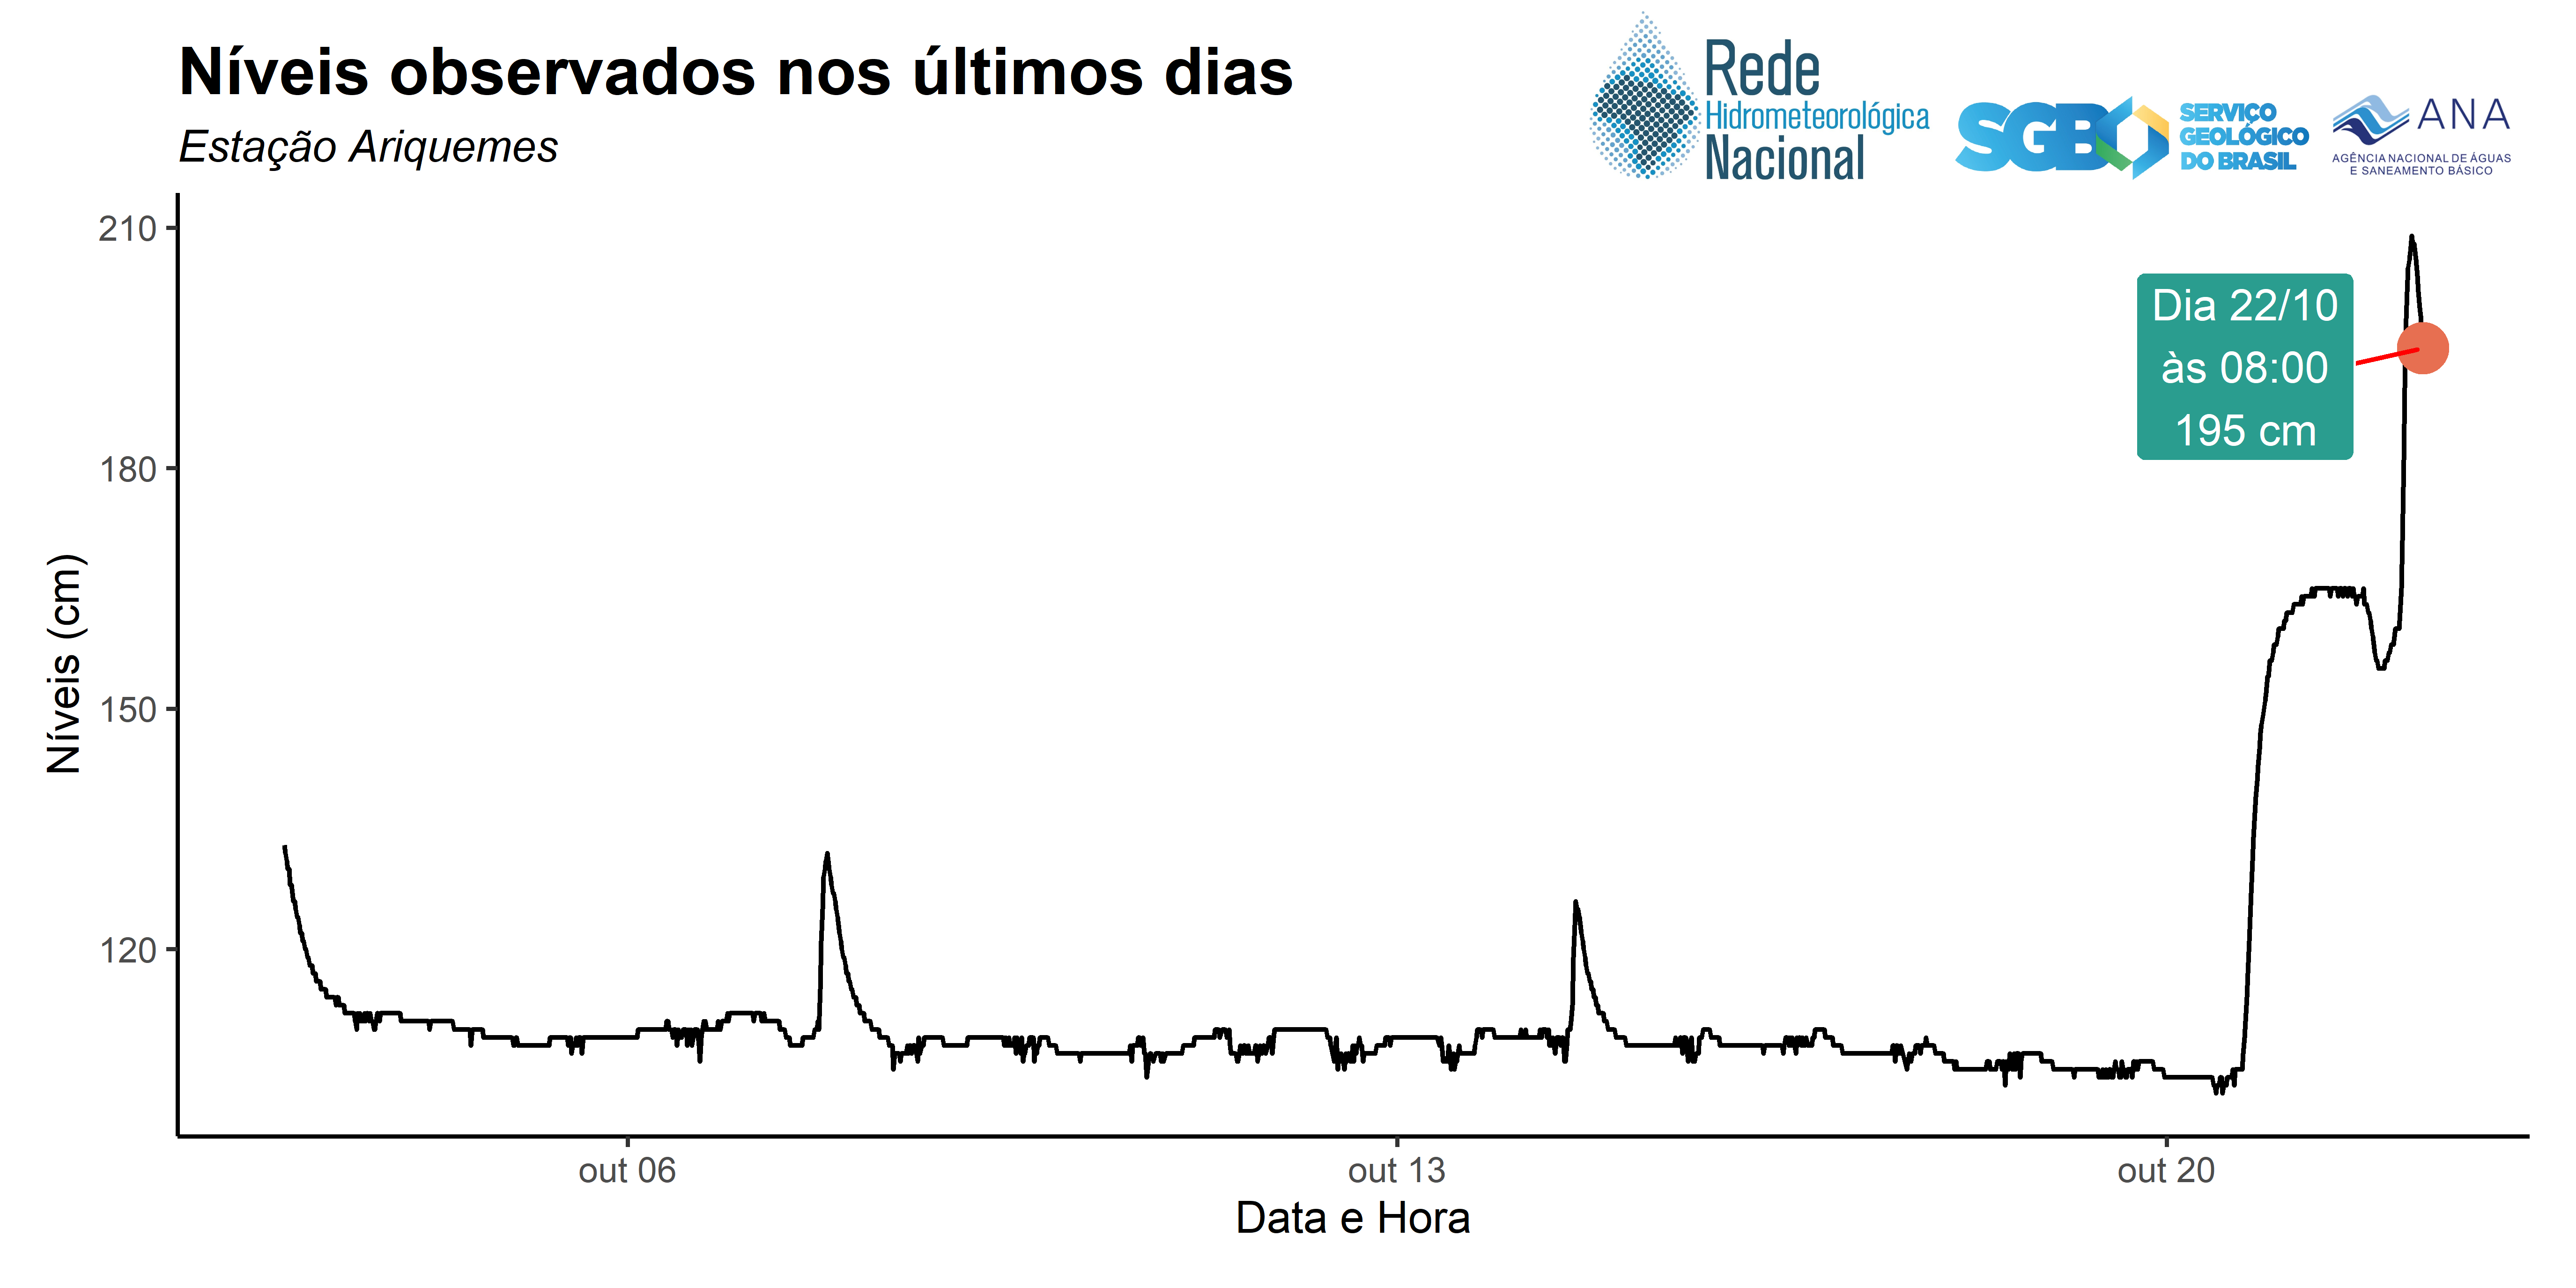 Níveis observados nos últimos dias
Estação Ariquemes
Rede
Hidrometeorológica
Nacional
SGB
SERVIÇO
GEOLÓGICO
DO BRASIL
ANA
AGÊNCIA NACIONAL DE ÁGUAS
E SANEAMENTO BÁSICO
210
180
150
120
Níveis (cm)
Dia 22/10
às 08:00
195 cm
out 06
out 13
out 20
Data e Hora